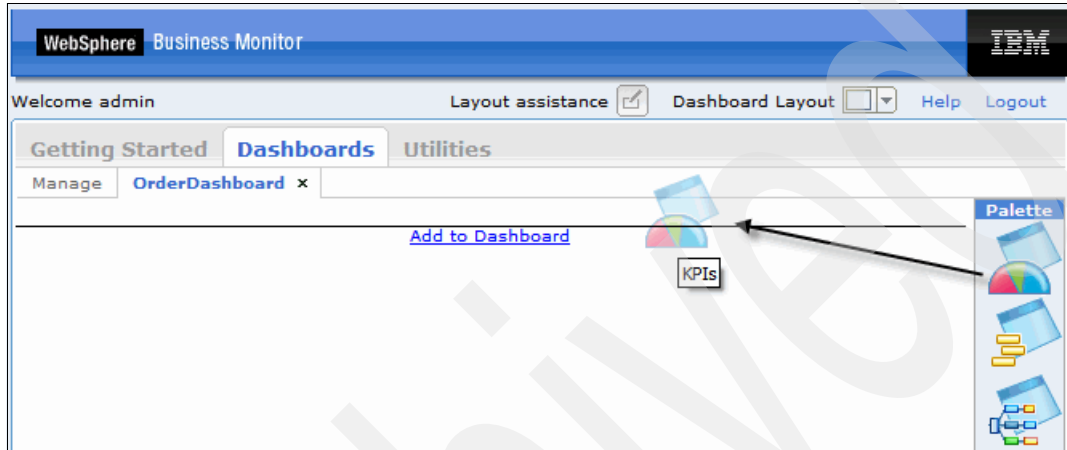 WebSphere Business Monitor IBM
Welcome admin Layout assistance Dashboard Layout Help Logout
Getting Started Dashboards Utilities
Manage OrderDashboard x
Palette
Add to Dashboard
KPIs